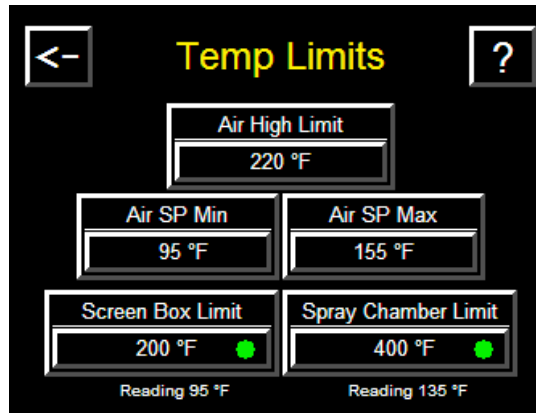 <- Temp Limits ?
Air High Limit
220 °F
Air SP Min Air SP Max
95 °F 155 °F
Screen Box Limit Spray Chamber Limit
200 °F 400 °F
Reading 95 °F Reading 135 °F